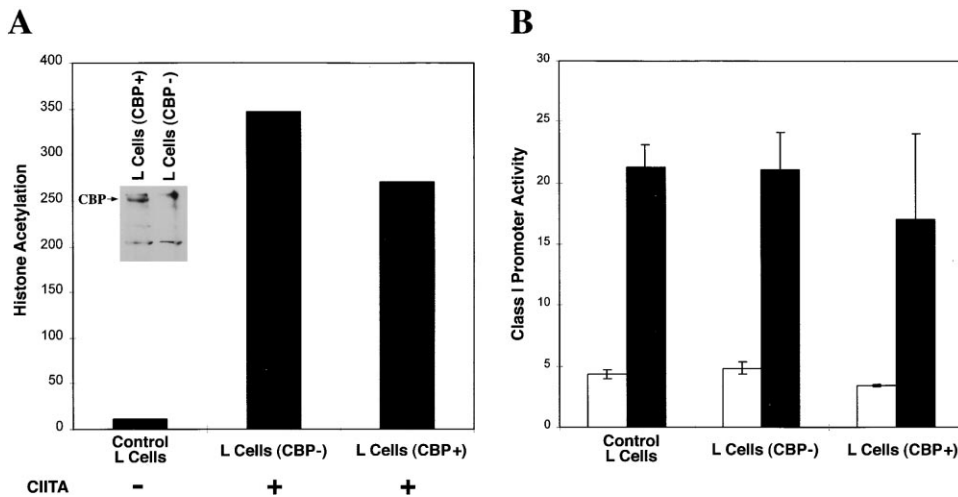 A
Histone Acetylation
400
350
300
250
200
150
100
50
0
L Cells (CBP+)
L Cells (CBP-)
CBP
Control
L Cells
L Cells (CBP-)
L Cells (CBP+)
CIITA - + +
B
Class I Promoter Activity
30
25
20
15
10
5
0
Control
L Cells
L Cells (CBP-)
L Cells (CBP+)